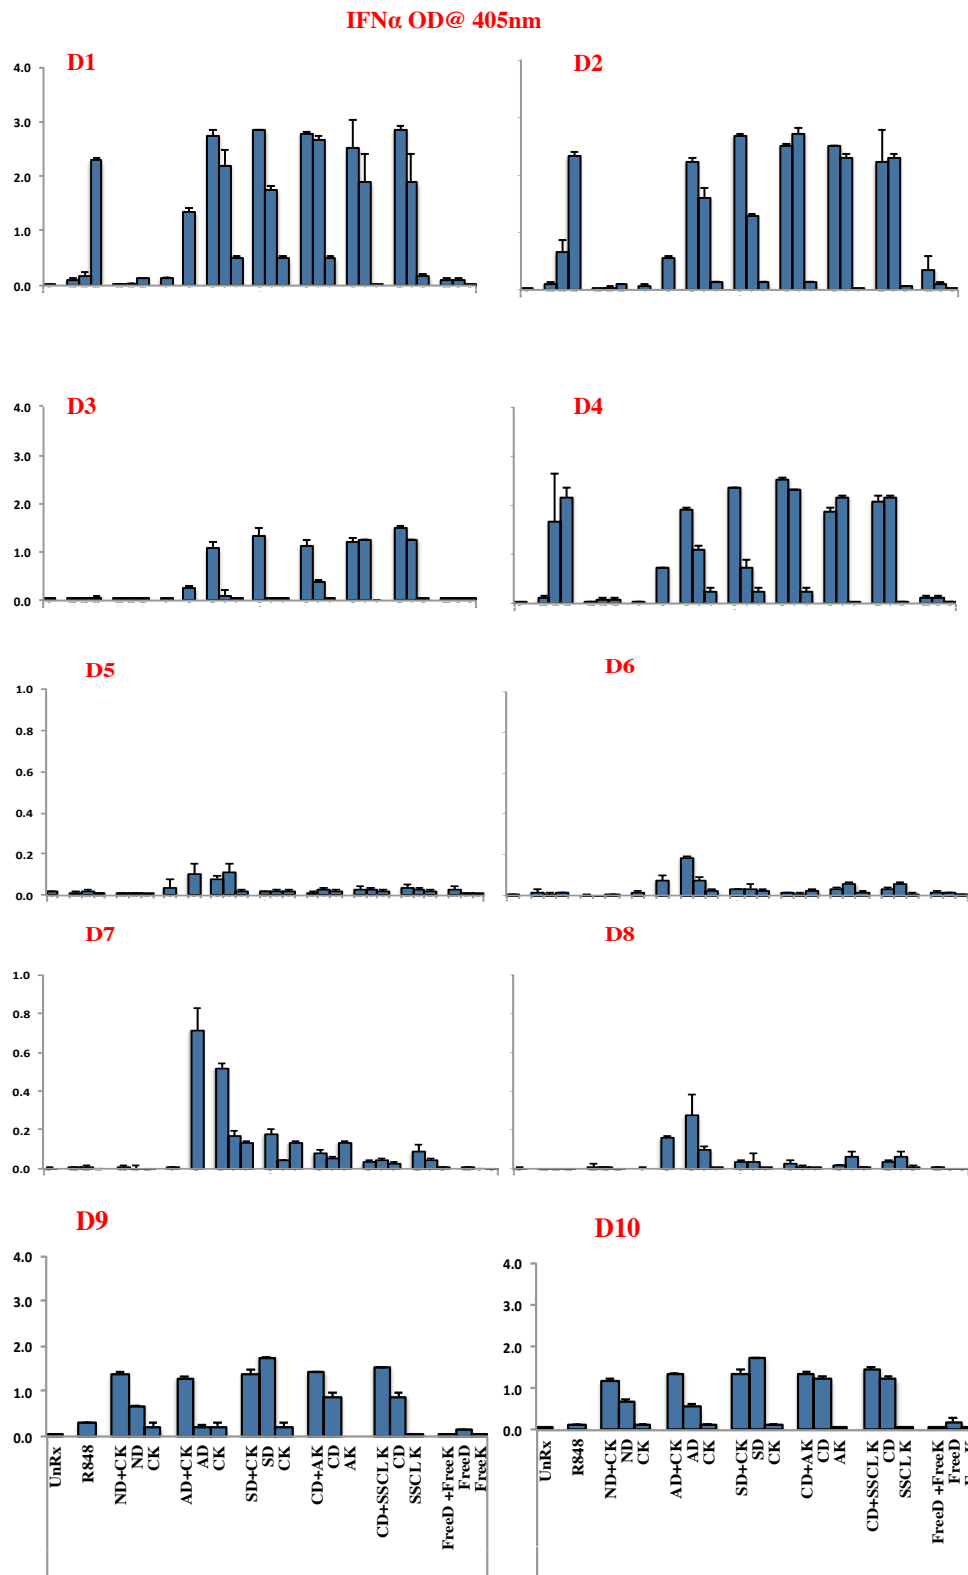 IFNα OD@ 405nm
D1
D2
4.0
3.0
2.0
1.0
0.0
D3
D4
4.0
3.0
2.0
1.0
0.0
D5
D6
1.0
0.8
0.6
0.4
0.2
0.0
D7
D8
1.0
0.8
0.6
0.4
0.2
0.0
D9
D10
4.0
3.0
2.0
1.0
0.0
4.0
3.0
2.0
1.0
0.0
UnRx
R848
ND+CK
ND
CK
AD+CK
AD
CK
SD+CK
SD
CK
CD+AK
CD
AK
CD+SSCL K
CD
SSCL K
FreeD +FreeK
FreeD
FreeK
UnRx
R848
ND+CK
ND
CK
AD+CK
AD
CK
SD+CK
SD
CK
CD+AK
CD
AK
CD+SSCL K
CD
SSCL K
FreeD +FreeK
FreeD